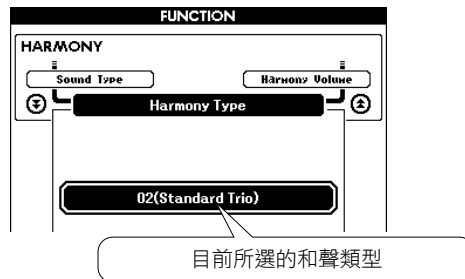 FUNCTION
HARMONY
Sound Type
Harmony Volume
Harmony Type
02(Standard Trio)
目前所選的和聲類型